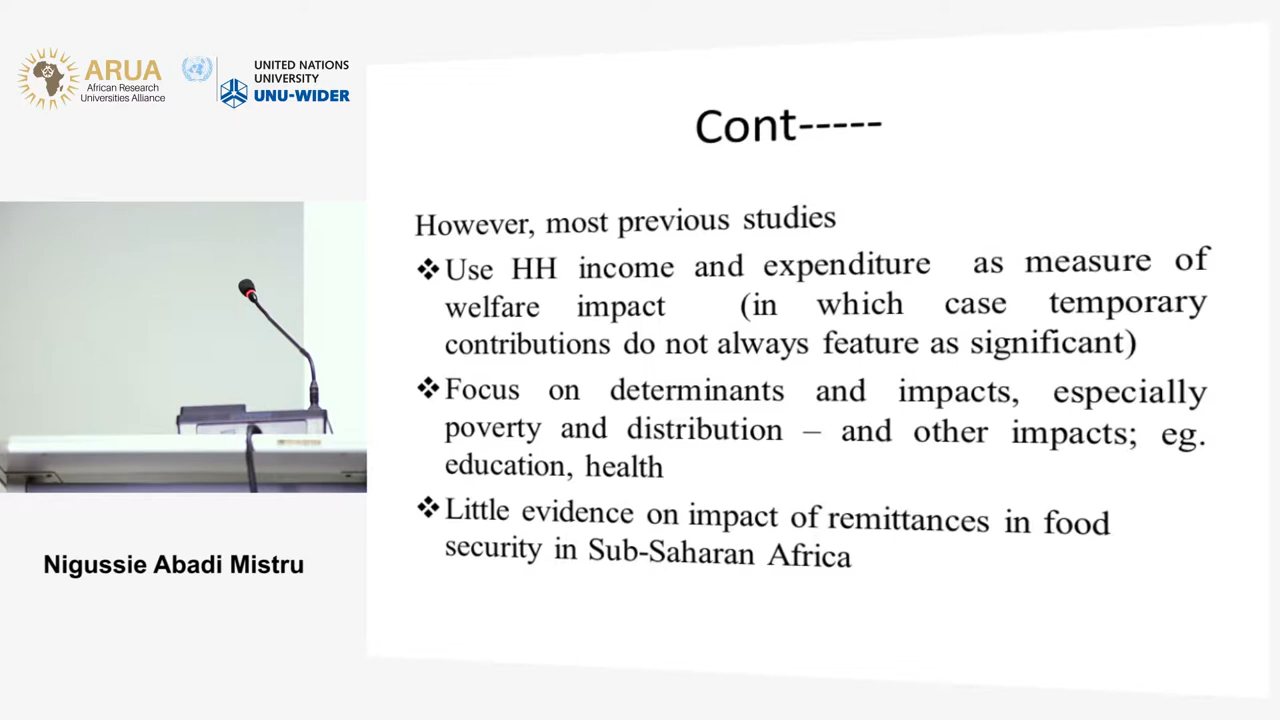 ARUA
African Research
Universities Alliance
UNITED NATIONS
UNIVERSITY
UNU-WIDER
Cont-----
However, most previous studies
❖Use HH income and expenditure as measure of
welfare impact (in which case temporary
contributions do not always feature as significant)
❖Focus on determinants and impacts, especially
poverty and distribution – and other impacts; eg.
education, health
❖Little evidence on impact of remittances in food
security in Sub-Saharan Africa
Nigussie Abadi Mistru